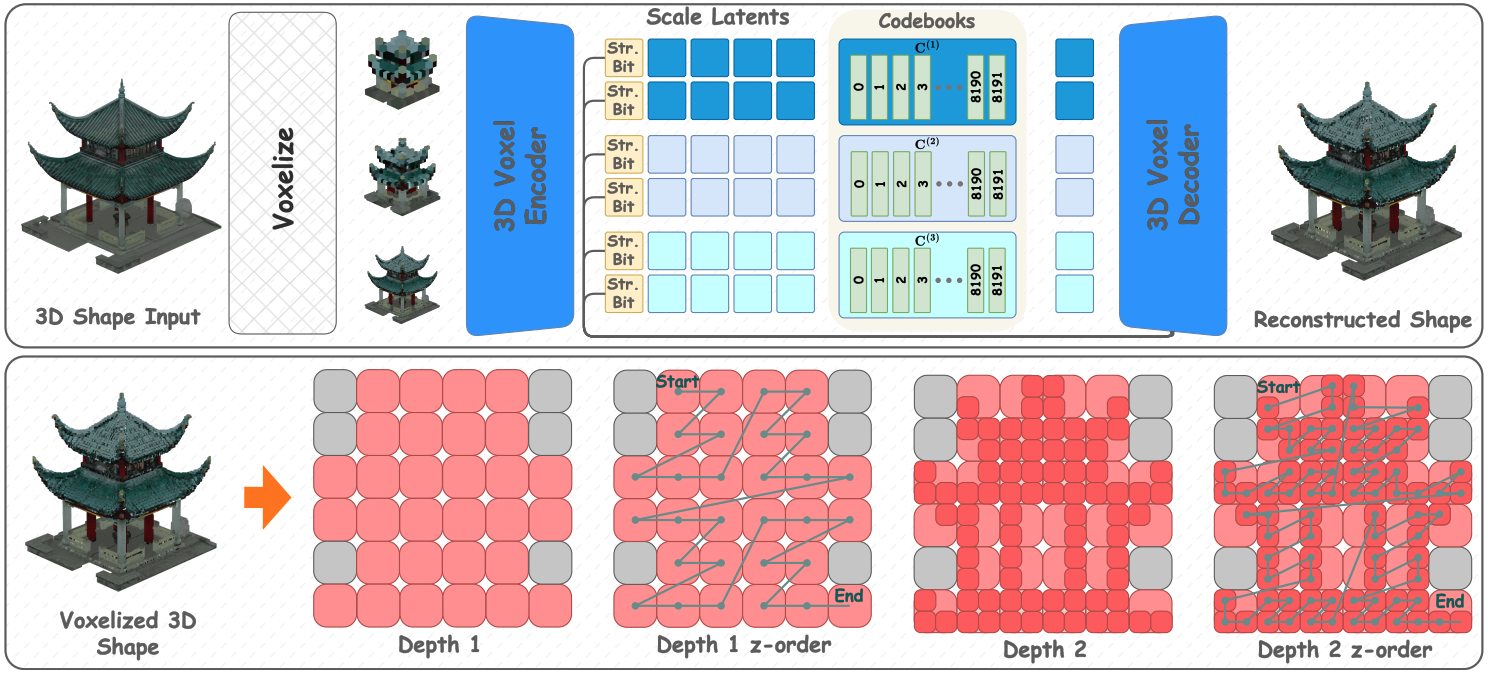 Scale Latents
Codebooks
Voxelize
3D Voxel
Encoder
Str.
Bit
Str.
Bit
Str.
Bit
Str.
Bit
Str.
Bit
Str.
Bit
C(1)
0 1 2 3 ... 8190 8191
C(2)
0 1 2 3 ... 8190 8191
C(3)
0 1 2 3 ... 8190 8191
3D Voxel
Decoder
3D Shape Input
Reconstructed Shape
Start
End
Start
End
Voxelized 3D
Shape
Depth 1
Depth 1 z-order
Depth 2
Depth 2 z-order